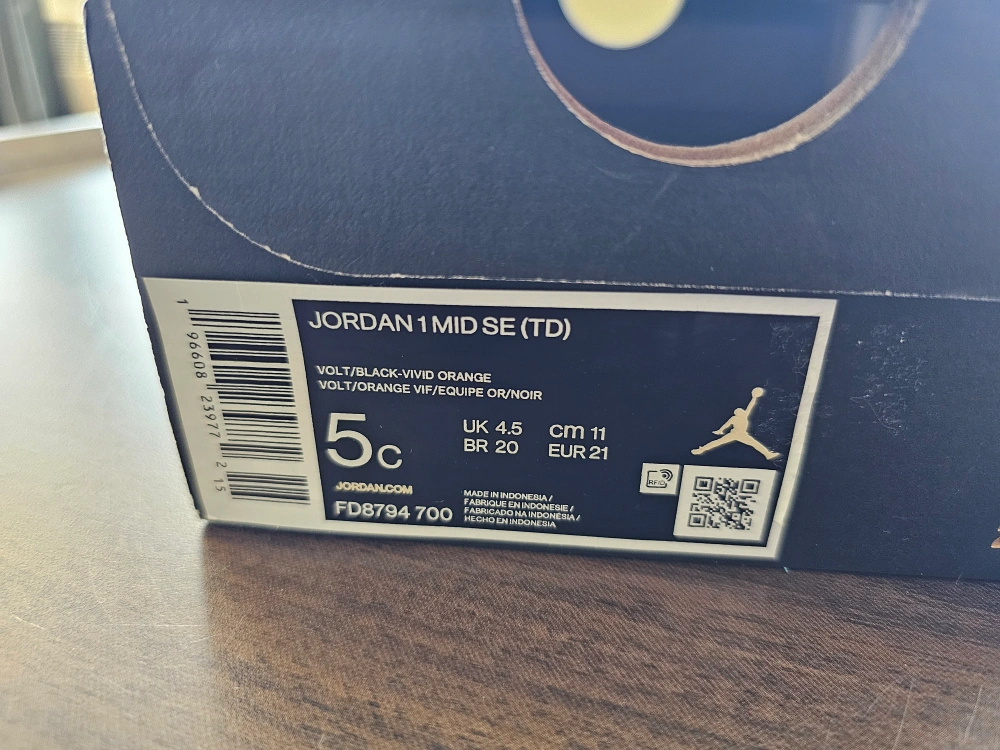 JORDAN 1 MID SE (TD)
VOLT/BLACK-VIVID ORANGE
VOLT/ORANGE VIF/EQUIPE OR/NOIR
5C
UK 4.5 cm 11
BR 20 EUR 21
JORDAN.COM
FD8794 700
MADE IN INDONESIA /
FABRIQUE EN INDONESIE /
FABRICADO NA INDONESIA /
HECHO EN INDONESIA
RFID
1 96608 23977 2 15